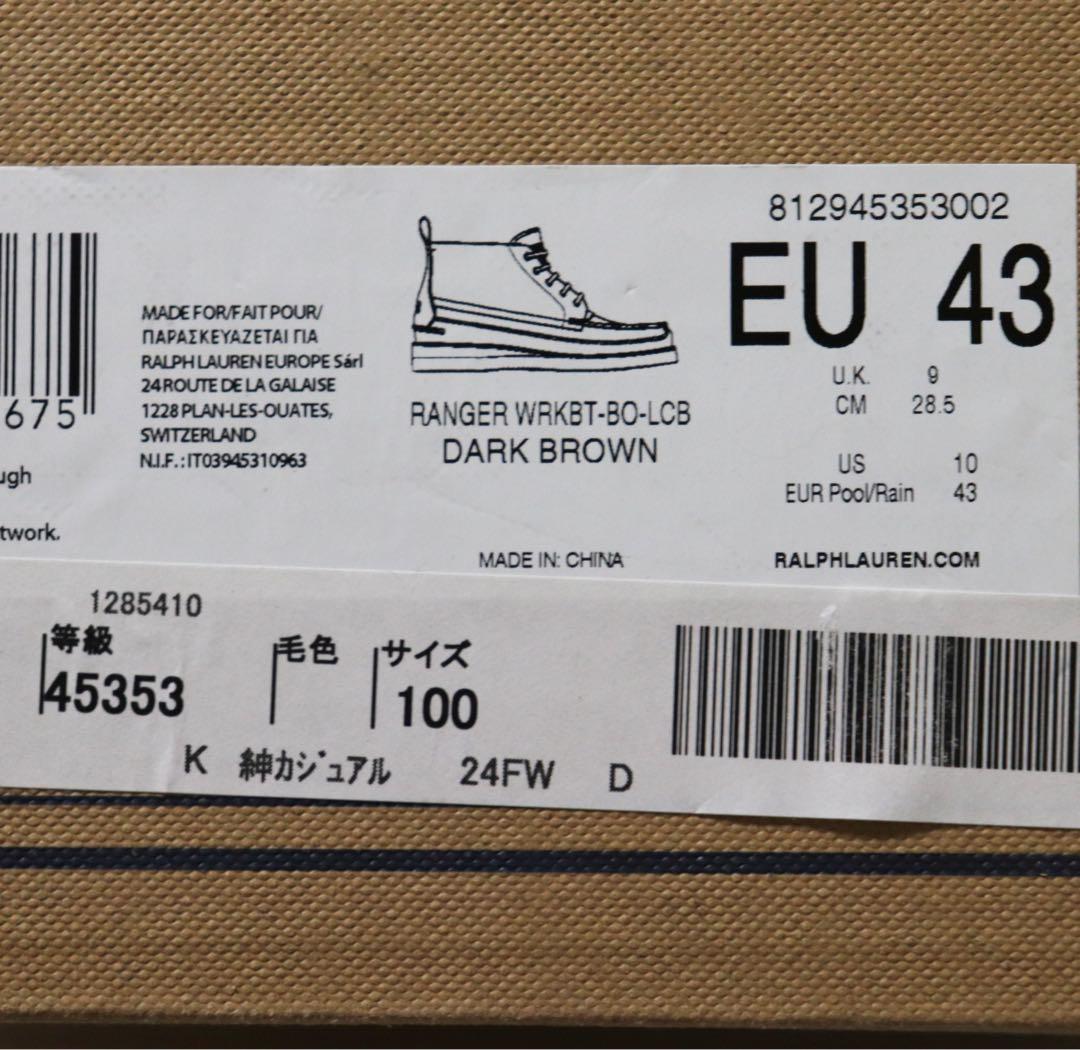 812945353002
EU 43
U.K. 9
CM 28.5
US 10
EUR Pool/Rain 43
RALPHLAUREN.COM
RANGER WRKBT-BO-LCB
DARK BROWN
MADE IN: CHINA
MADE FOR/FAIT POUR/
ΠΑΡΑΣΚΕΥΑΖΕΤΑΙ ΓΙΑ
RALPH LAUREN EUROPE Sárl
24 ROUTE DE LA GALAISE
1228 PLAN-LES-OUATES,
SWITZERLAND
N.I.F.: IT03945310963
675
ugh
twork.
1285410
等級 毛色 サイズ
45353 100
K 紳カジュアル 24FW D